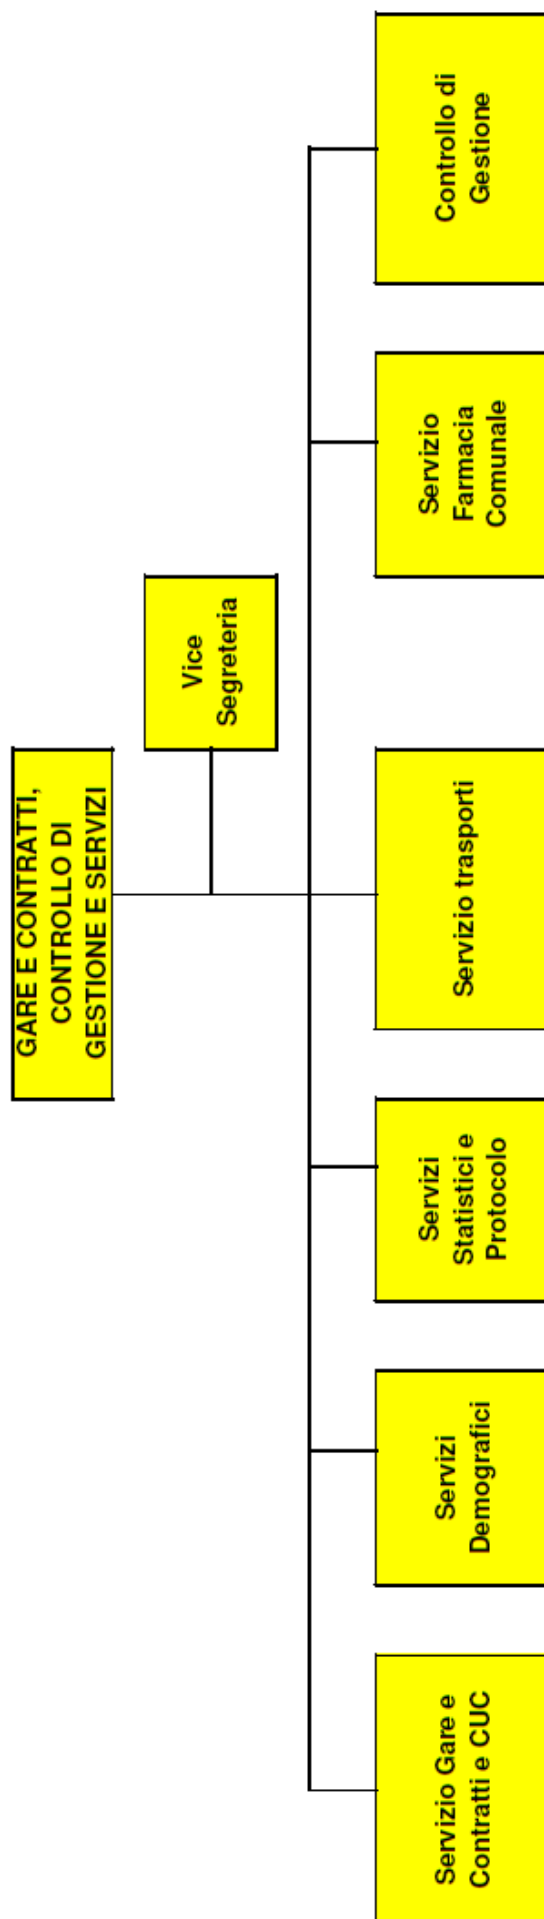 GARE E CONTRATTI,
CONTROLLO DI
GESTIONE E SERVIZI
Vice
Segreteria
Servizio Gare e
Contratti e CUC
Servizi
Demografici
Servizi
Statistici e
Protocolo
Servizio trasporti
Servizio
Farmacia
Comunale
Controllo di
Gestione